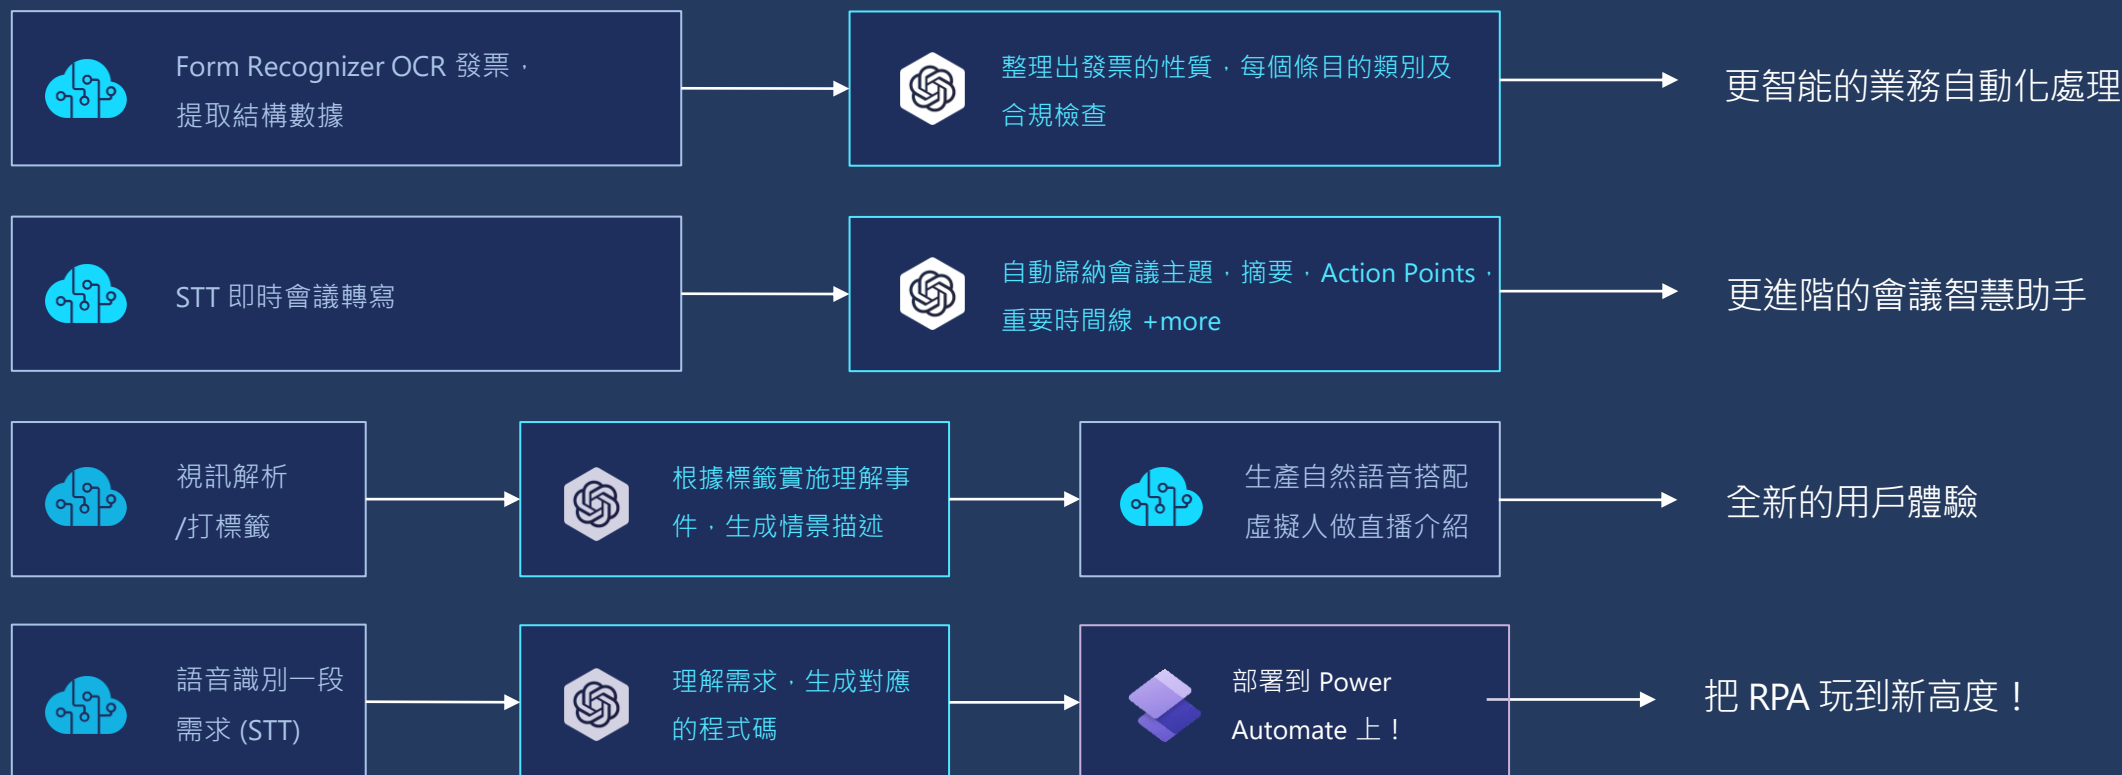 Form Recognizer OCR 發票，
提取結構數據
整理出發票的性質，每個條目的類別及
合規檢查
更智能的業務自動化處理
STT 即時會議轉寫
自動歸納會議主題，摘要，Action Points，
重要時間線 +more
更進階的會議智慧助手
視訊解析
/打標籤
根據標籤實施理解事
件，生成情景描述
生產自然語音搭配
虛擬人做直播介紹
全新的用戶體驗
語音識別一段
需求 (STT)
理解需求，生成對應
的程式碼
部署到 Power
Automate 上！
把 RPA 玩到新高度！